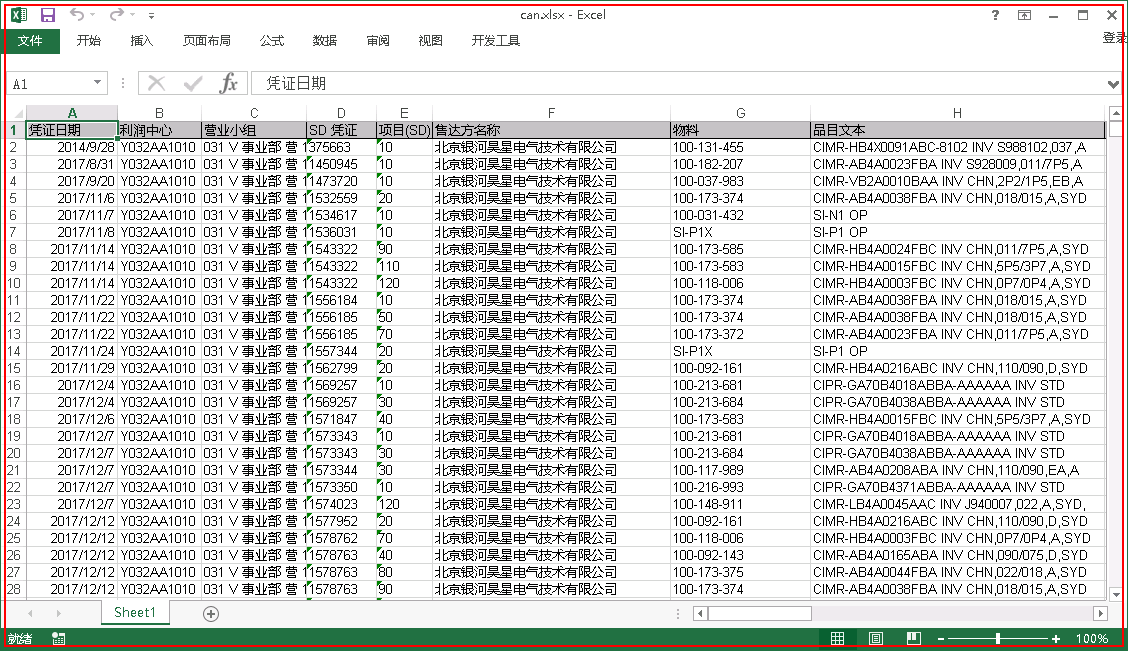 can.xlsx - Excel
?
文件 开始 插入 页面布局 公式 数据 审阅 视图 开发工具 登录
A1 fx 凭证日期
A B C D E F G H
1 凭证日期 利润中心 营业小组 SD 凭证 项目(SD) 售达方名称 物料 品目文本
2 2014/9/28 Y032AA1010 031 V 事业部 营 11375663 10 北京银河昊星电气技术有限公司 100-131-455 CIMR-HB4X0091ABC-8102 INV S988102,037 ,A
3 2017/8/31 Y032AA1010 031 V 事业部 营 11450945 10 北京银河昊星电气技术有限公司 100-182-207 CIMR-AB4A0023FBA INV S928009,011/7P5,A
4 2017/9/20 Y032AA1010 031 V 事业部 营 11473720 10 北京银河昊星电气技术有限公司 100-037-983 CIMR-VB2A0010BAA INV CHN,2P2/1P5,EB,A
5 2017/11/6 Y032AA1010 031 V 事业部 营 11532559 20 北京银河昊星电气技术有限公司 100-173-374 CIMR-AB4A0038FBA INV CHN,018/015,A,SYD
6 2017/11/7 Y032AA1010 031 V 事业部 营 11534617 10 北京银河昊星电气技术有限公司 100-031-432 SI-N1 OP
7 2017/11/8 Y032AA1010 031 V 事业部 营 11536031 10 北京银河昊星电气技术有限公司 SI-P1X SI-P1 OP
8 2017/11/14 Y032AA1010 031 V 事业部 营 11543322 90 北京银河昊星电气技术有限公司 100-173-585 CIMR-HB4A0024FBC INV CHN,011/7P5,A,SYD
9 2017/11/14 Y032AA1010 031 V 事业部 营 11543322 110 北京银河昊星电气技术有限公司 100-173-583 CIMR-HB4A0015FBC INV CHN,5P5/3P7,A,SYD
10 2017/11/14 Y032AA1010 031 V 事业部 营 11543322 120 北京银河昊星电气技术有限公司 100-118-006 CIMR-HB4A0003FBC INV CHN,0P7/0P4,A,SYD
11 2017/11/22 Y032AA1010 031 V 事业部 营 11556184 10 北京银河昊星电气技术有限公司 100-173-374 CIMR-AB4A0038FBA INV CHN,018/015,A,SYD
12 2017/11/22 Y032AA1010 031 V 事业部 营 11556185 50 北京银河昊星电气技术有限公司 100-173-374 CIMR-AB4A0038FBA INV CHN,018/015,A,SYD
13 2017/11/22 Y032AA1010 031 V 事业部 营 11556185 70 北京银河昊星电气技术有限公司 100-173-372 CIMR-AB4A0023FBA INV CHN,011/7P5,A,SYD
14 2017/11/24 Y032AA1010 031 V 事业部 营 11557344 20 北京银河昊星电气技术有限公司 SI-P1X SI-P1 OP
15 2017/11/29 Y032AA1010 031 V 事业部 营 11562799 20 北京银河昊星电气技术有限公司 100-092-161 CIMR-HB4A0216ABC INV CHN,110/090,D,SYD
16 2017/12/4 Y032AA1010 031 V 事业部 营 11569257 10 北京银河昊星电气技术有限公司 100-213-681 CIPR-GA70B4018ABBA-AAAAAA INV STD
17 2017/12/4 Y032AA1010 031 V 事业部 营 11569257 30 北京银河昊星电气技术有限公司 100-213-684 CIPR-GA70B4038ABBA-AAAAAA INV STD
18 2017/12/6 Y032AA1010 031 V 事业部 营 11571847 40 北京银河昊星电气技术有限公司 100-173-583 CIMR-HB4A0015FBC INV CHN,5P5/3P7,A,SYD
19 2017/12/7 Y032AA1010 031 V 事业部 营 11573343 10 北京银河昊星电气技术有限公司 100-213-681 CIPR-GA70B4018ABBA-AAAAAA INV STD
20 2017/12/7 Y032AA1010 031 V 事业部 营 11573343 30 北京银河昊星电气技术有限公司 100-213-684 CIPR-GA70B4038ABBA-AAAAAA INV STD
21 2017/12/7 Y032AA1010 031 V 事业部 营 11573344 30 北京银河昊星电气技术有限公司 100-117-989 CIMR-AB4A0208ABA INV CHN,110/090,EA,A
22 2017/12/7 Y032AA1010 031 V 事业部 营 11573350 10 北京银河昊星电气技术有限公司 100-216-993 CIPR-GA70B4371ABBA-AAAAAA INV STD
23 2017/12/7 Y032AA1010 031 V 事业部 营 11574023 120 北京银河昊星电气技术有限公司 100-148-911 CIMR-LB4A0045AAC INV J940007,022,A,SYD,
24 2017/12/12 Y032AA1010 031 V 事业部 营 11577952 20 北京银河昊星电气技术有限公司 100-092-161 CIMR-HB4A0216ABC INV CHN,110/090,D,SYD
25 2017/12/12 Y032AA1010 031 V 事业部 营 11578762 70 北京银河昊星电气技术有限公司 100-118-006 CIMR-HB4A0003FBC INV CHN,0P7/0P4,A,SYD
26 2017/12/12 Y032AA1010 031 V 事业部 营 11578763 40 北京银河昊星电气技术有限公司 100-092-143 CIMR-AB4A0165ABA INV CHN,090/075,D,SYD
27 2017/12/12 Y032AA1010 031 V 事业部 营 11578763 80 北京银河昊星电气技术有限公司 100-173-375 CIMR-AB4A0044FBA INV CHN,022/018,A,SYD
28 2017/12/12 Y032AA1010 031 V 事业部 营 11578763 90 北京银河昊星电气技术有限公司 100-173-374 CIMR-AB4A0038FBA INV CHN,018/015,A,SYD
Sheet1
就绪 100%